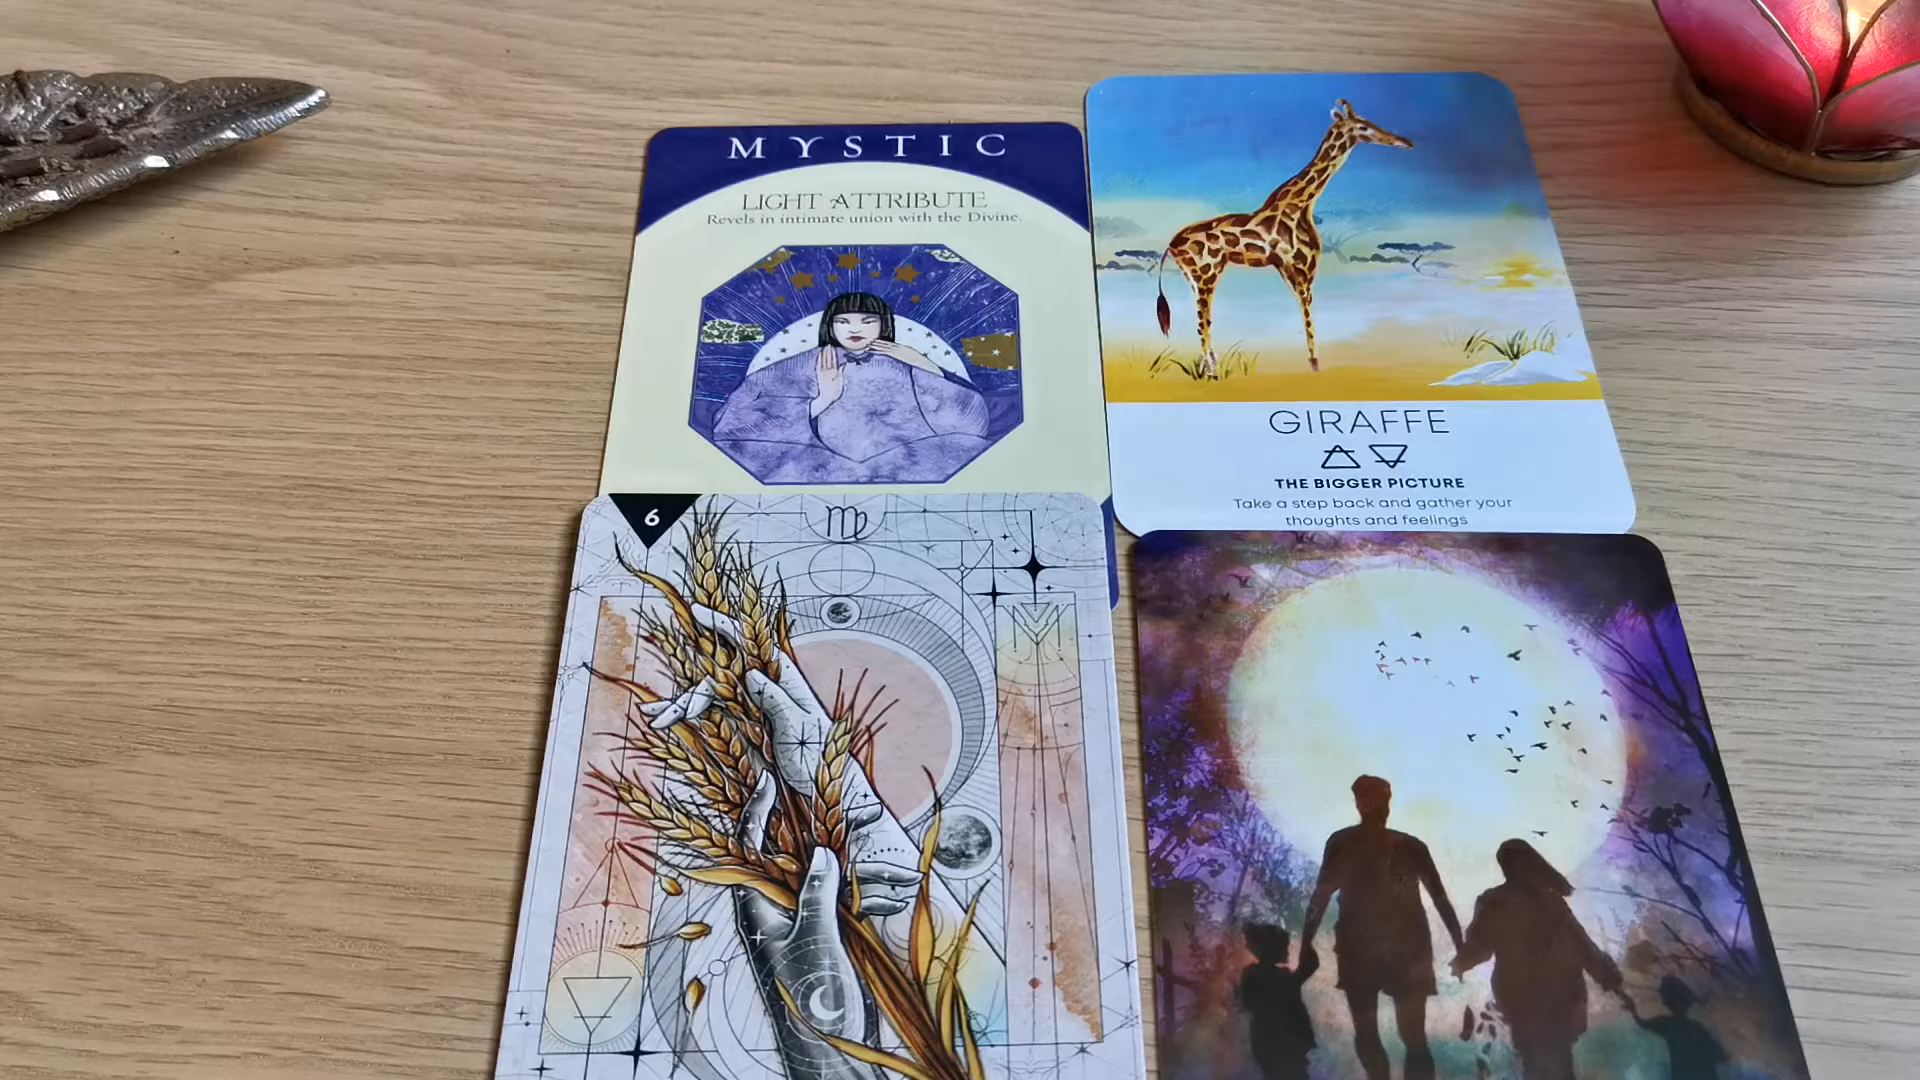 MYSTIC
LIGHT ATTRIBUTE
Revels in intimate union with the Divine.
GIRAFFE
THE BIGGER PICTURE
Take a step back and gather your
thoughts and feelings
6